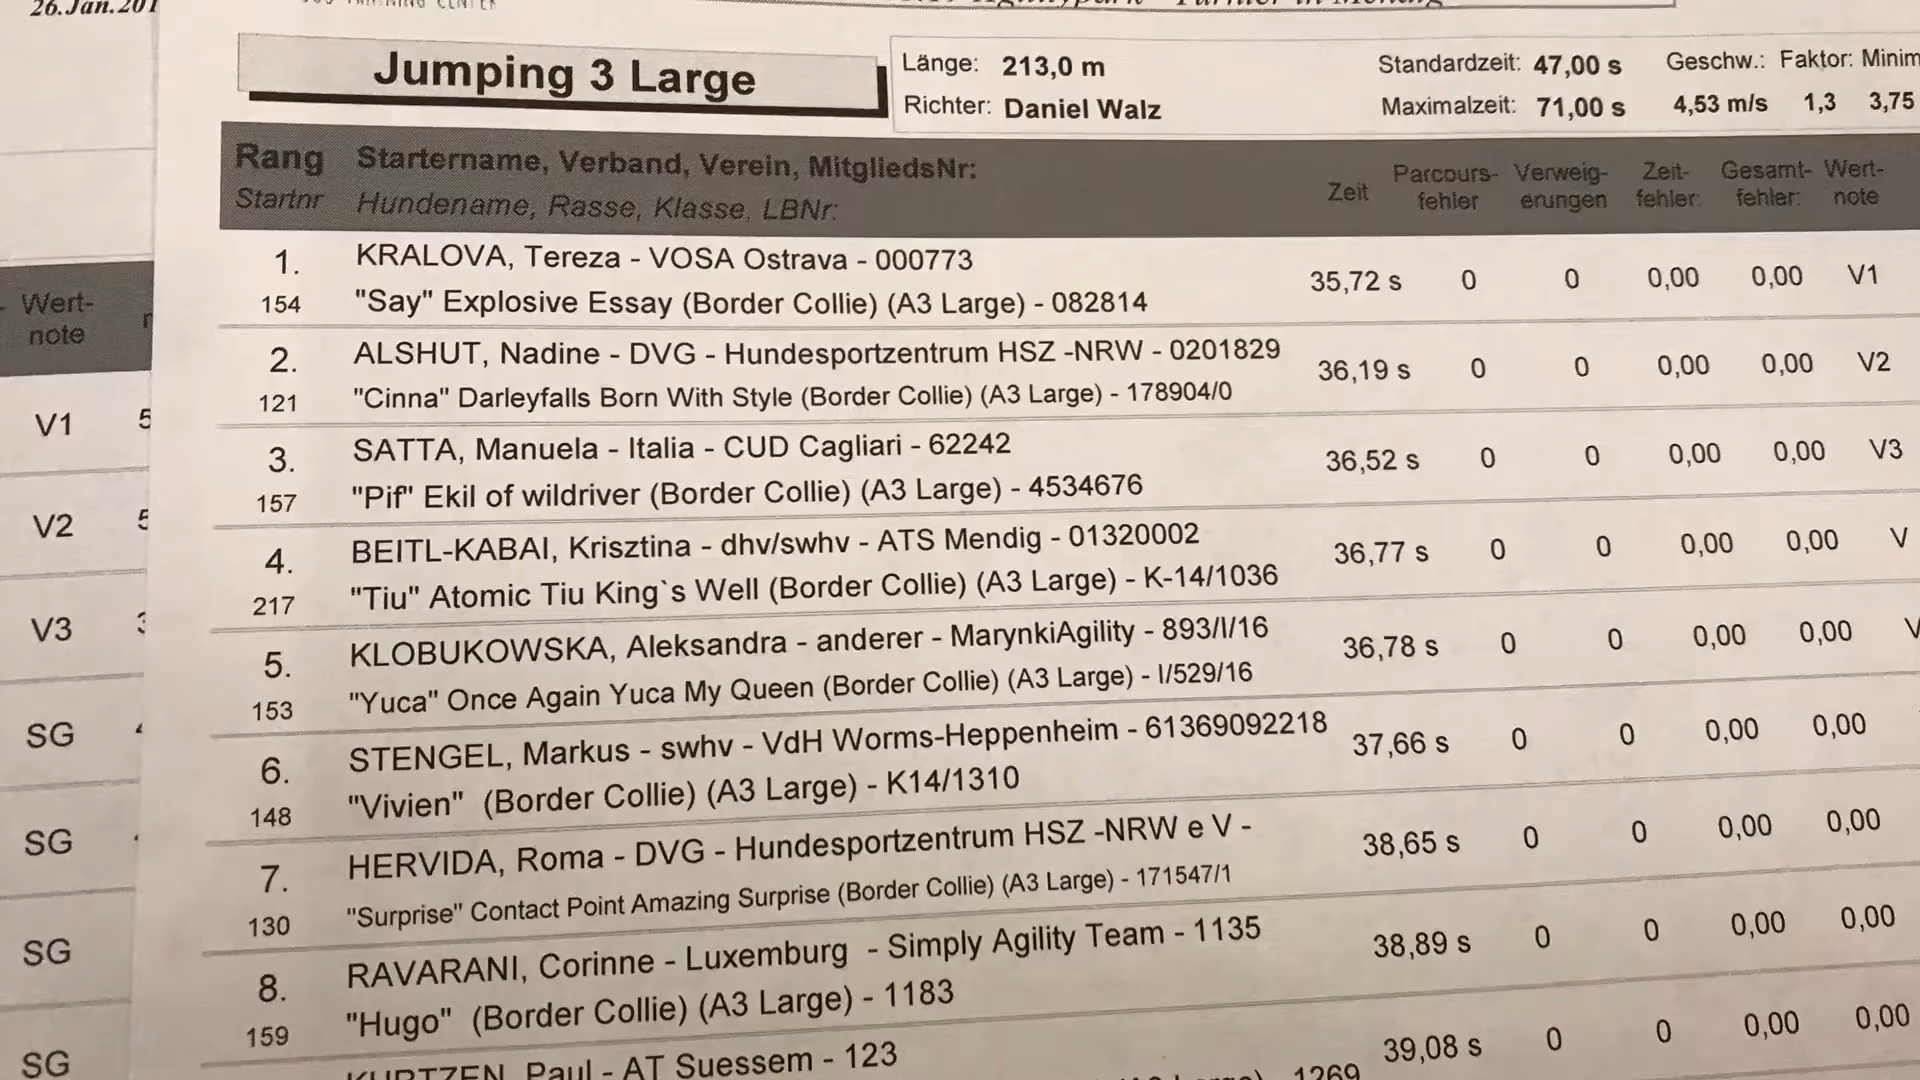 26.Jan.201
Jumping 3 Large
Länge: 213,0 m
Standardzeit: 47,00 s
Geschw.: Faktor: Minim
Richter: Daniel Walz
Maximalzeit: 71,00 s
4,53 m/s 1,3 3,75
Rang Startername, Verband, Verein, MitgliedsNr:
Startnr Hundename, Rasse, Klasse, LBNr:
Zeit
Parcours-
fehler
Verweig-
erungen
Zeit-
fehler:
Gesamt-
fehler:
Wert-
note
1. KRALOVA, Tereza - VOSA Ostrava - 000773
154 "Say" Explosive Essay (Border Collie) (A3 Large) - 082814
35,72 s 0 0 0,00 0,00 V1
2. ALSHUT, Nadine - DVG - Hundesportzentrum HSZ -NRW - 0201829
121 "Cinna" Darleyfalls Born With Style (Border Collie) (A3 Large) - 178904/0
36,19 s 0 0 0,00 0,00 V2
3. SATTA, Manuela - Italia - CUD Cagliari - 62242
157 "Pif" Ekil of wildriver (Border Collie) (A3 Large) - 4534676
36,52 s 0 0 0,00 0,00 V3
4. BEITL-KABAI, Krisztina - dhv/swhv - ATS Mendig - 01320002
217 "Tiu" Atomic Tiu King`s Well (Border Collie) (A3 Large) - K-14/1036
36,77 s 0 0 0,00 0,00 V
5. KLOBUKOWSKA, Aleksandra - anderer - MarynkiAgility - 893/I/16
153 "Yuca" Once Again Yuca My Queen (Border Collie) (A3 Large) - I/529/16
36,78 s 0 0 0,00 0,00 V
6. STENGEL, Markus - swhv - VdH Worms-Heppenheim - 61369092218
148 "Vivien" (Border Collie) (A3 Large) - K14/1310
37,66 s 0 0 0,00 0,00
7. HERVIDA, Roma - DVG - Hundesportzentrum HSZ -NRW e V -
130 "Surprise" Contact Point Amazing Surprise (Border Collie) (A3 Large) - 171547/1
38,65 s 0 0 0,00 0,00
8. RAVARANI, Corinne - Luxemburg - Simply Agility Team - 1135
159 "Hugo" (Border Collie) (A3 Large) - 1183
38,89 s 0 0 0,00 0,00
KURTZEN, Paul - AT Suessem - 123
1269
39,08 s 0 0 0,00 0,00
Wert-
note
V1 5
V2 5
V3 3
SG
SG
SG
SG